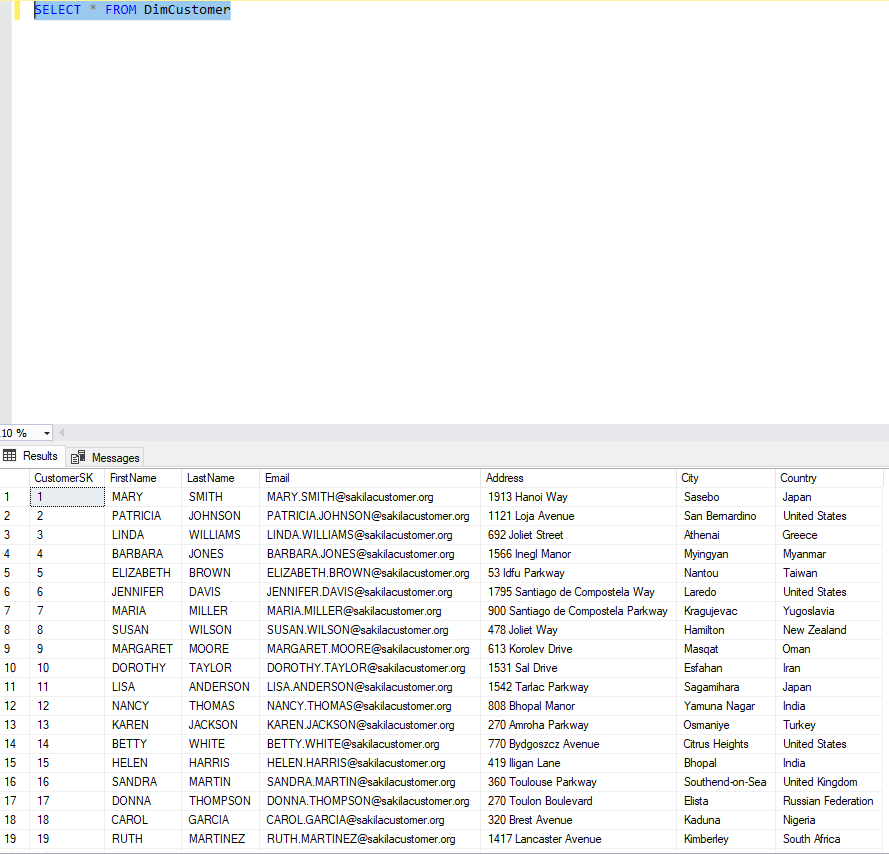 SELECT * FROM DimCustomer
10 %
Results Messages
CustomerSK FirstName LastName Email Address City Country
1 1 MARY SMITH MARY.SMITH@sakilacustomer.org 1913 Hanoi Way Sasebo Japan
2 2 PATRICIA JOHNSON PATRICIA.JOHNSON@sakilacustomer.org 1121 Loja Avenue San Bernardino United States
3 3 LINDA WILLIAMS LINDA.WILLIAMS@sakilacustomer.org 692 Joliet Street Athenai Greece
4 4 BARBARA JONES BARBARA.JONES@sakilacustomer.org 1566 Inegl Manor Myingyan Myanmar
5 5 ELIZABETH BROWN ELIZABETH.BROWN@sakilacustomer.org 53 Idfu Parkway Nantou Taiwan
6 6 JENNIFER DAVIS JENNIFER.DAVIS@sakilacustomer.org 1795 Santiago de Compostela Way Laredo United States
7 7 MARIA MILLER MARIA.MILLER@sakilacustomer.org 900 Santiago de Compostela Parkway Kragujevac Yugoslavia
8 8 SUSAN WILSON SUSAN.WILSON@sakilacustomer.org 478 Joliet Way Hamilton New Zealand
9 9 MARGARET MOORE MARGARET.MOORE@sakilacustomer.org 613 Korolev Drive Masqat Oman
10 10 DOROTHY TAYLOR DOROTHY.TAYLOR@sakilacustomer.org 1531 Sal Drive Esfahan Iran
11 11 LISA ANDERSON LISA.ANDERSON@sakilacustomer.org 1542 Tarlac Parkway Sagamihara Japan
12 12 NANCY THOMAS NANCY.THOMAS@sakilacustomer.org 808 Bhopal Manor Yamuna Nagar India
13 13 KAREN JACKSON KAREN.JACKSON@sakilacustomer.org 270 Amroha Parkway Osmaniye Turkey
14 14 BETTY WHITE BETTY.WHITE@sakilacustomer.org 770 Bydgoszcz Avenue Citrus Heights United States
15 15 HELEN HARRIS HELEN.HARRIS@sakilacustomer.org 419 Iligan Lane Bhopal India
16 16 SANDRA MARTIN SANDRA.MARTIN@sakilacustomer.org 360 Toulouse Parkway Southend-on-Sea United Kingdom
17 17 DONNA THOMPSON DONNA.THOMPSON@sakilacustomer.org 270 Toulon Boulevard Elista Russian Federation
18 18 CAROL GARCIA CAROL.GARCIA@sakilacustomer.org 320 Brest Avenue Kaduna Nigeria
19 19 RUTH MARTINEZ RUTH.MARTINEZ@sakilacustomer.org 1417 Lancaster Avenue Kimberley South Africa